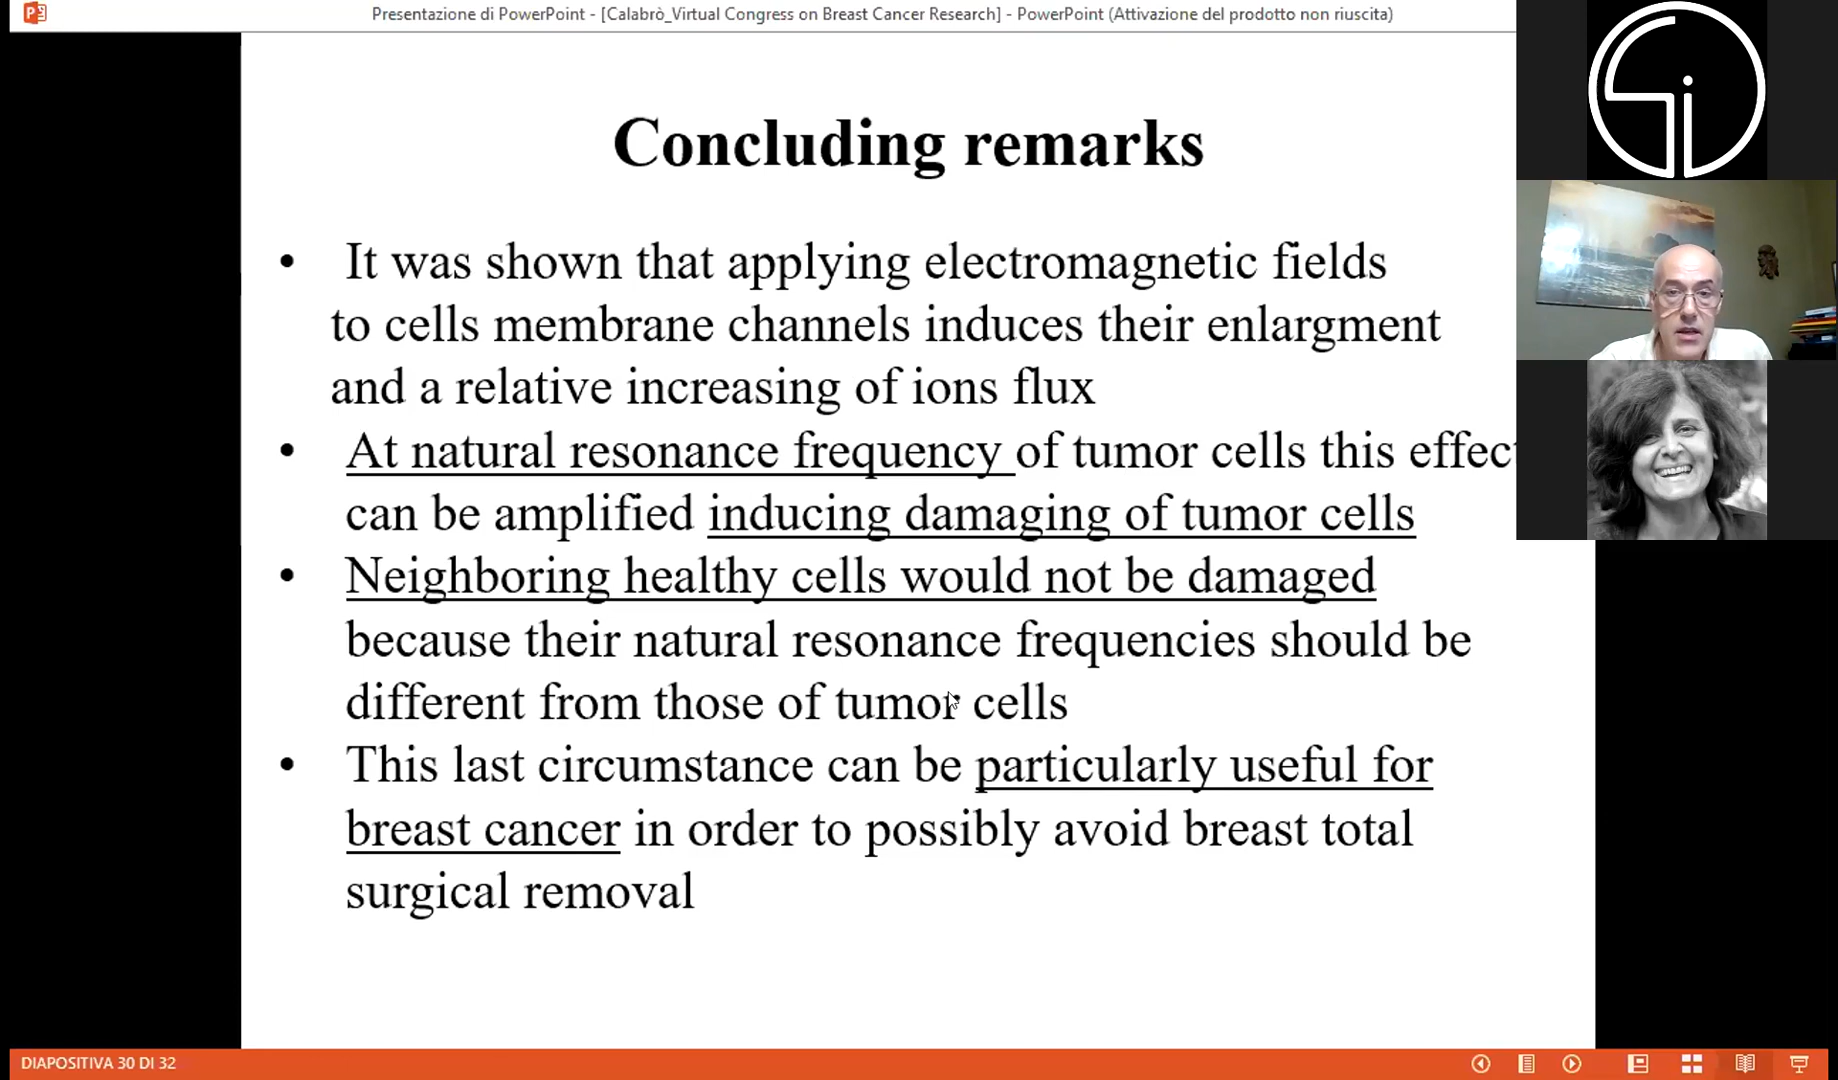 Presentazione di PowerPoint - [Calabrò_Virtual Congress on Breast Cancer Research] - PowerPoint (Attivazione del prodotto non riuscita)
Concluding remarks
• It was shown that applying electromagnetic fields
to cells membrane channels induces their enlargment
and a relative increasing of ions flux
• At natural resonance frequency of tumor cells this effect
can be amplified inducing damaging of tumor cells
• Neighboring healthy cells would not be damaged
because their natural resonance frequencies should be
different from those of tumor cells
• This last circumstance can be particularly useful for
breast cancer in order to possibly avoid breast total
surgical removal
DIAPOSITIVA 30 DI 32